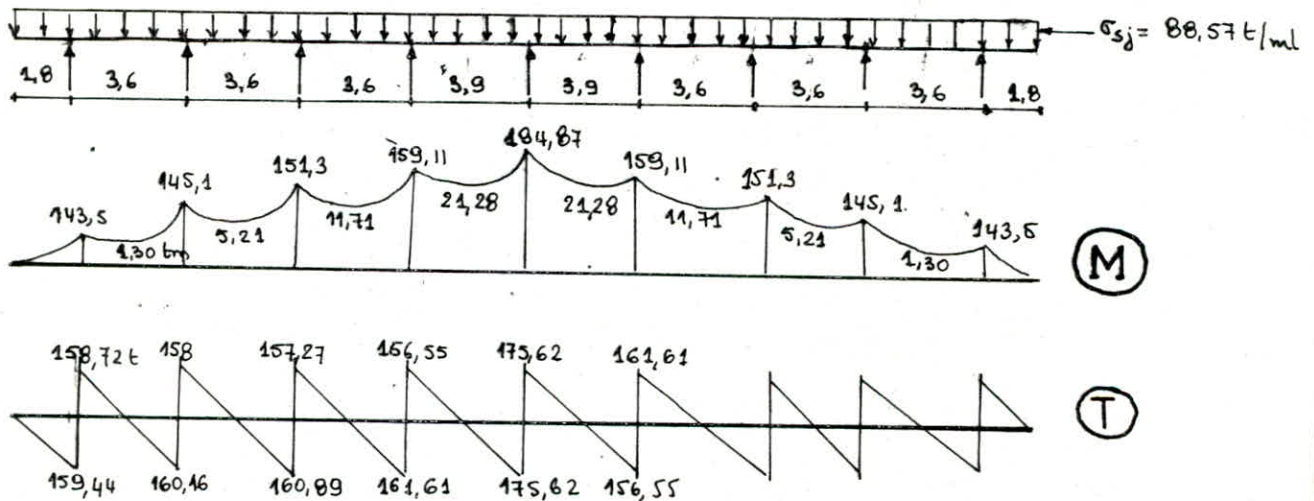 σsj = 88,57 t/ml
1,8 3,6 3,6 3,6 3,9 3,9 3,6 3,6 3,6 1,8
143,5 145,1 151,3 159,11 184,87 159,11 151,3 145,1. 143,5
1,30 tm 5,21 11,71 21,28 21,28 11,71 5,21 1,30
M
158,72 t 158 157,27 156,55 175,62 161,61
T
159,44 160,16 160,89 161,61 175,62 156,55